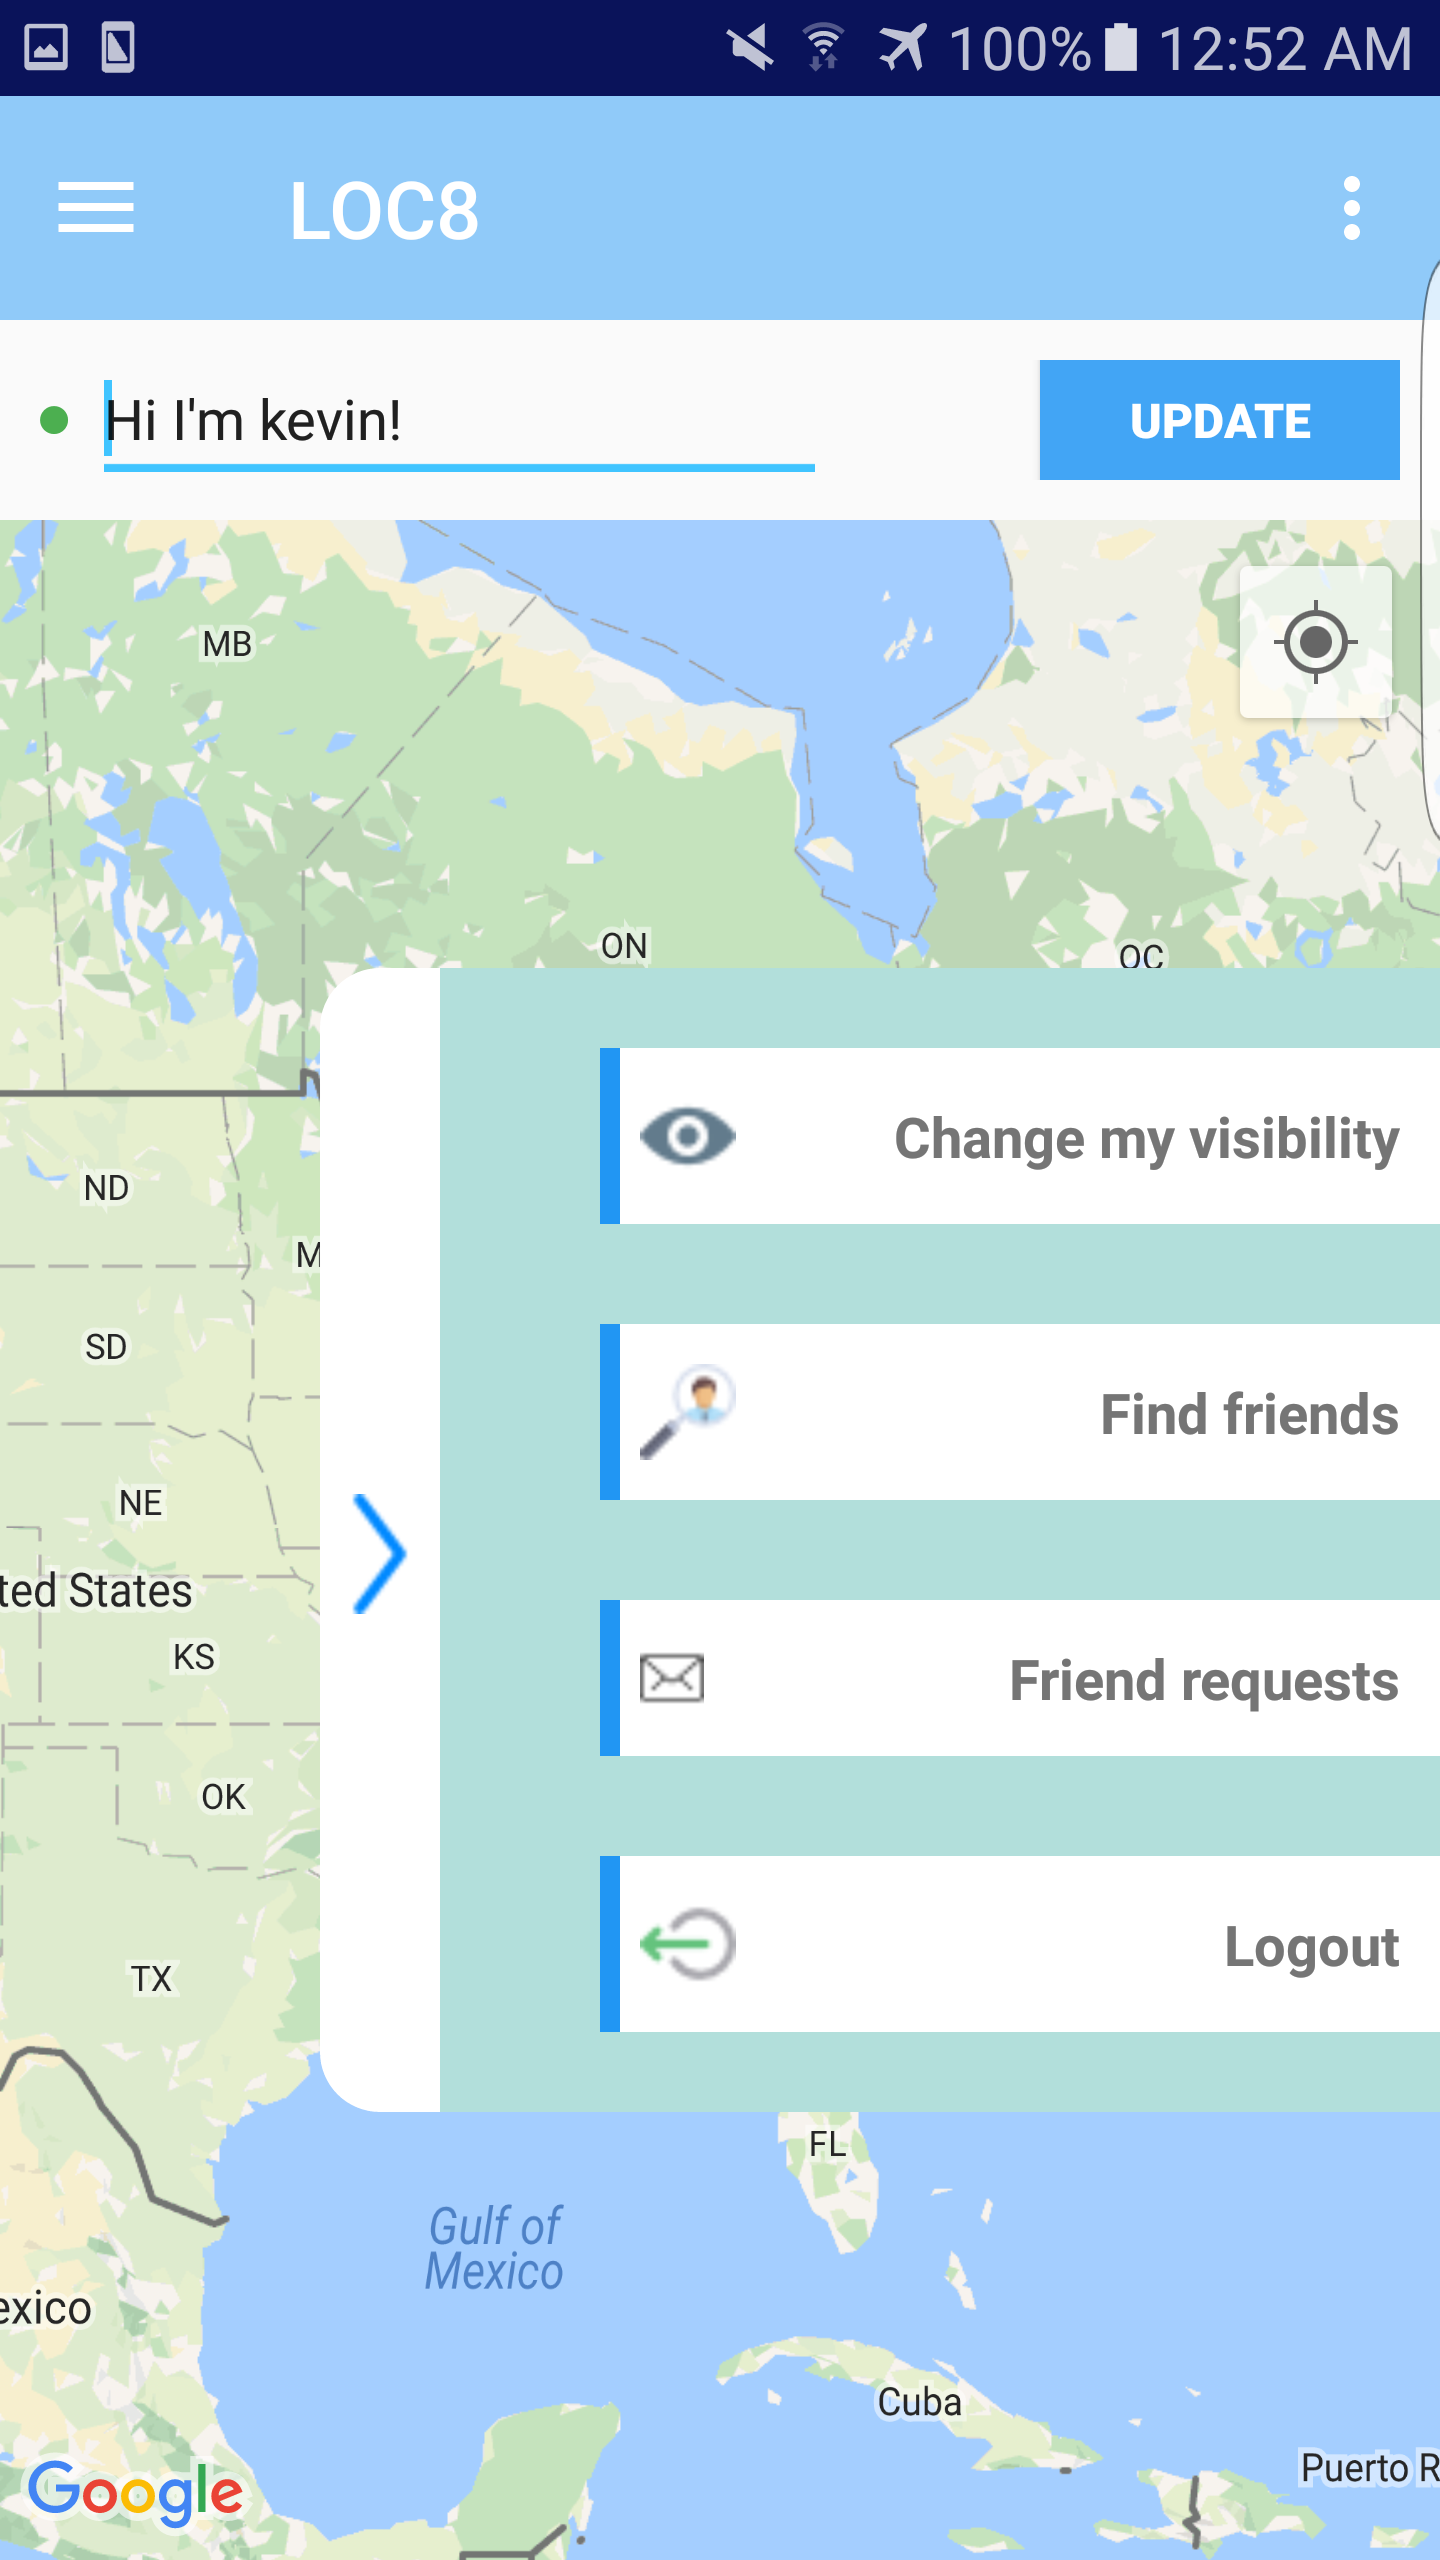 100% 12:52 AM
LOC8
Hi I'm kevin!
UPDATE
MB
ON
QC
Change my visibility
ND
M
SD
Find friends
NE
ted States
KS
Friend requests
OK
Logout
TX
FL
Gulf of
Mexico
exico
Cuba
Puerto R
Google